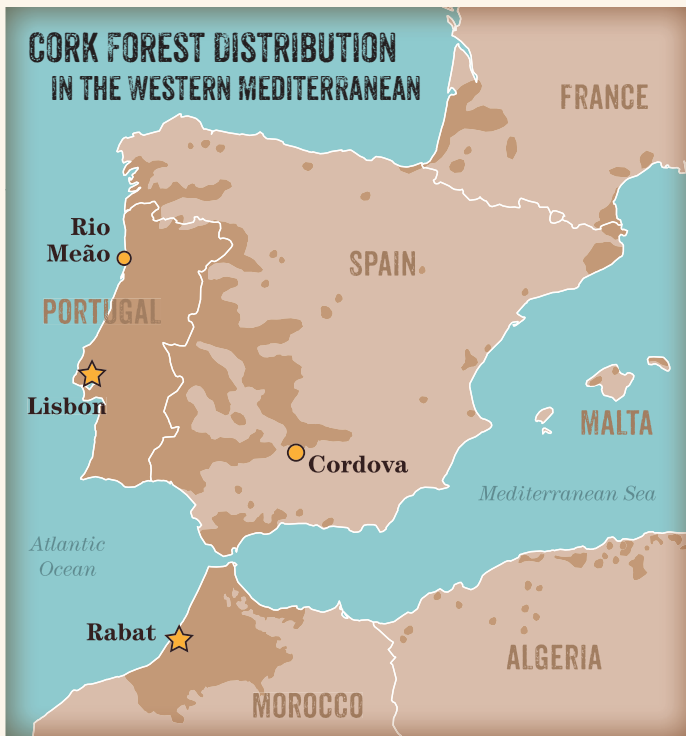 CORK FOREST DISTRIBUTION
IN THE WESTERN MEDITERRANEAN
FRANCE
Rio
Meão
SPAIN
PORTUGAL
Lisbon
MALTA
Cordova
Mediterranean Sea
Atlantic
Ocean
Rabat
ALGERIA
MOROCCO